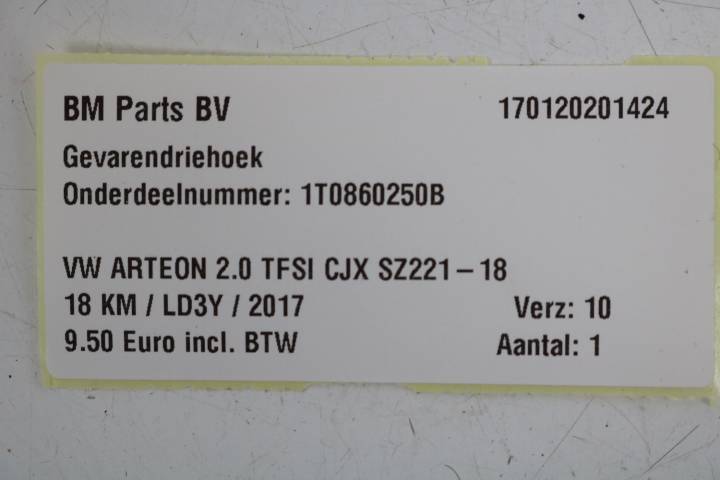 BM Parts BV 170120201424
Gevarendriehoek
Onderdeelnummer: 1T0860250B
VW ARTEON 2.0 TFSI CJX SZ221-18
18 KM / LD3Y / 2017 Verz: 10
9.50 Euro incl. BTW Aantal: 1